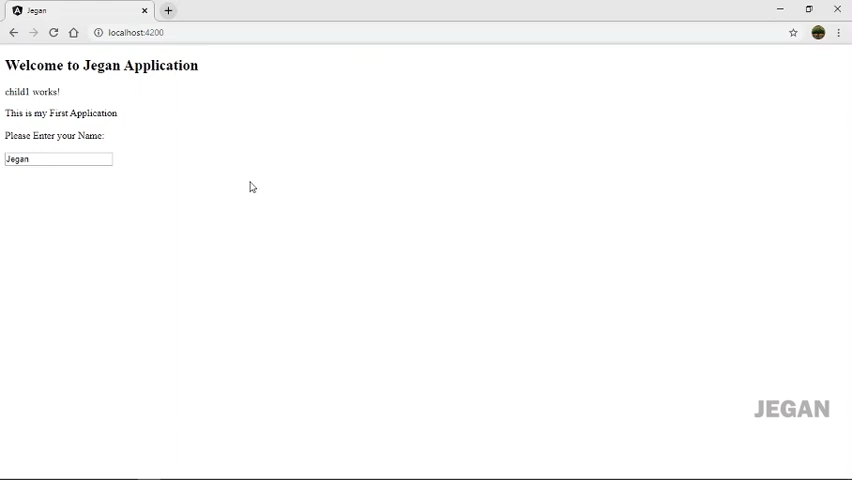 Jegan
localhost:4200
Welcome to Jegan Application
child1 works!
This is my First Application
Please Enter your Name:
Jegan
JEGAN